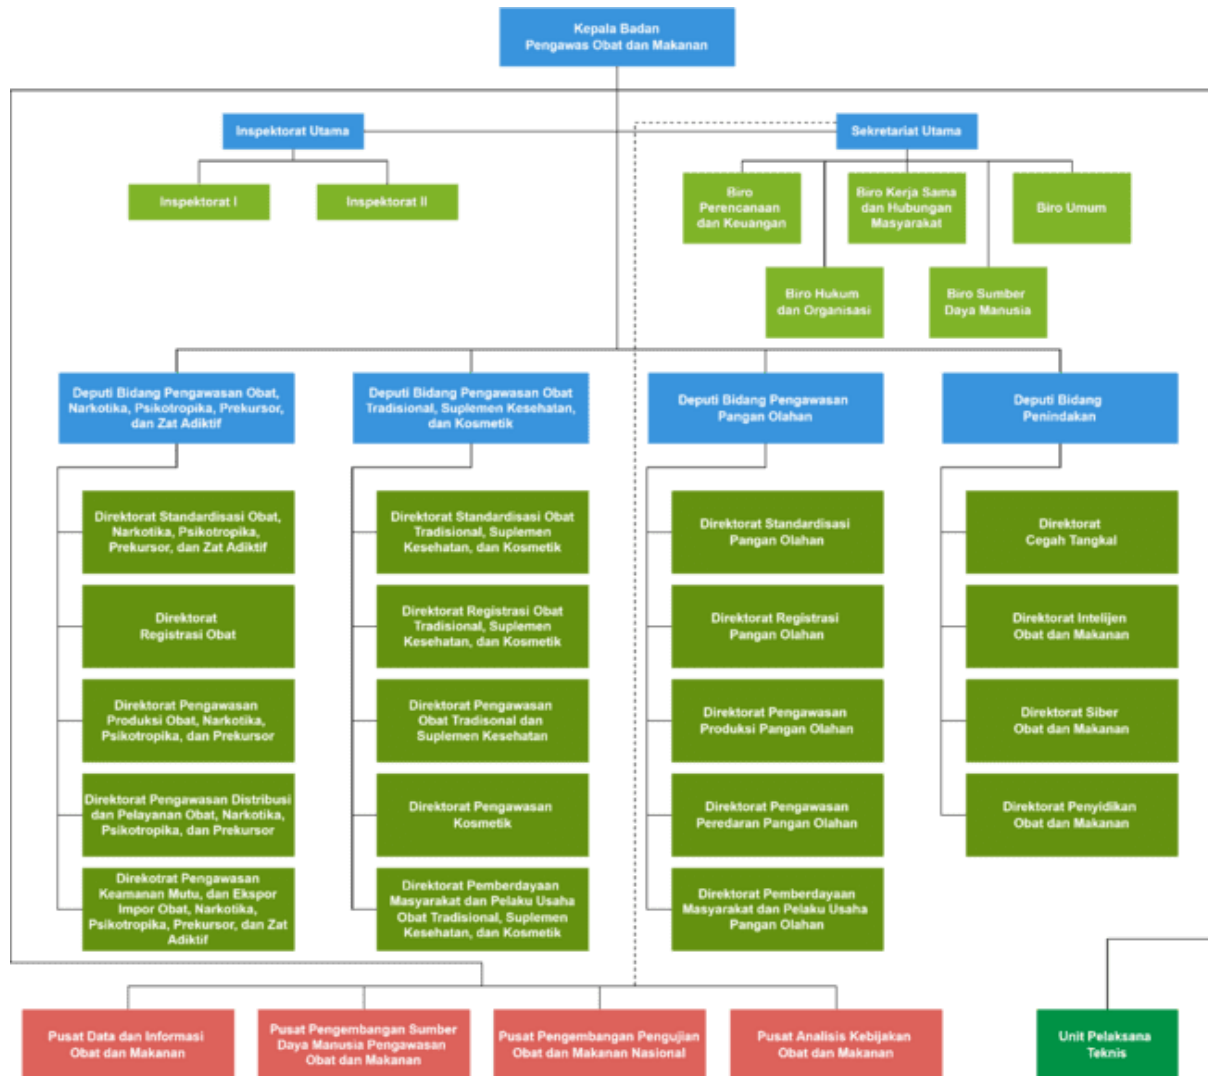 Kepala Badan
Pengawas Obat dan Makanan
Inspektorat Utama
Sekretariat Utama
Inspektorat I
Inspektorat II
Biro
Perencanaan
dan Keuangan
Biro Kerja Sama
dan Hubungan
Masyarakat
Biro Umum
Biro Hukum
dan Organisasi
Biro Sumber
Daya Manusia
Deputi Bidang Pengawasan Obat,
Narkotika, Psikotropika, Prekursor,
dan Zat Adiktif
Deputi Bidang Pengawasan Obat
Tradisional, Suplemen Kesehatan,
dan Kosmetik
Deputi Bidang Pengawasan
Pangan Olahan
Deputi Bidang
Penindakan
Direktorat Standardisasi Obat,
Narkotika, Psikotropika,
Prekursor, dan Zat Adiktif
Direktorat Standardisasi Obat
Tradisional, Suplemen
Kesehatan, dan Kosmetik
Direktorat Standardisasi
Pangan Olahan
Direktorat
Cegah Tangkal
Direktorat
Registrasi Obat
Direktorat Registrasi Obat
Tradisional, Suplemen
Kesehatan, dan Kosmetik
Direktorat Registrasi
Pangan Olahan
Direktorat Intelijen
Obat dan Makanan
Direktorat Pengawasan
Produksi Obat, Narkotika,
Psikotropika, dan Prekursor
Direktorat Pengawasan
Obat Tradisonal dan
Suplemen Kesehatan
Direktorat Pengawasan
Produksi Pangan Olahan
Direktorat Siber
Obat dan Makanan
Direktorat Pengawasan Distribusi
dan Pelayanan Obat, Narkotika,
Psikotropika, dan Prekursor
Direktorat Pengawasan
Kosmetik
Direktorat Pengawasan
Peredaran Pangan Olahan
Direktorat Penyidikan
Obat dan Makanan
Direkotrat Pengawasan
Keamanan Mutu, dan Ekspor
Impor Obat, Narkotika,
Psikotropika, Prekursor, dan Zat
Adiktif
Direktorat Pemberdayaan
Masyarakat dan Pelaku Usaha
Obat Tradisional, Suplemen
Kesehatan, dan Kosmetik
Direktorat Pemberdayaan
Masyarakat dan Pelaku Usaha
Pangan Olahan
Pusat Data dan Informasi
Obat dan Makanan
Pusat Pengembangan Sumber
Daya Manusia Pengawasan
Obat dan Makanan
Pusat Pengembangan Pengujian
Obat dan Makanan Nasional
Pusat Analisis Kebijakan
Obat dan Makanan
Unit Pelaksana
Teknis